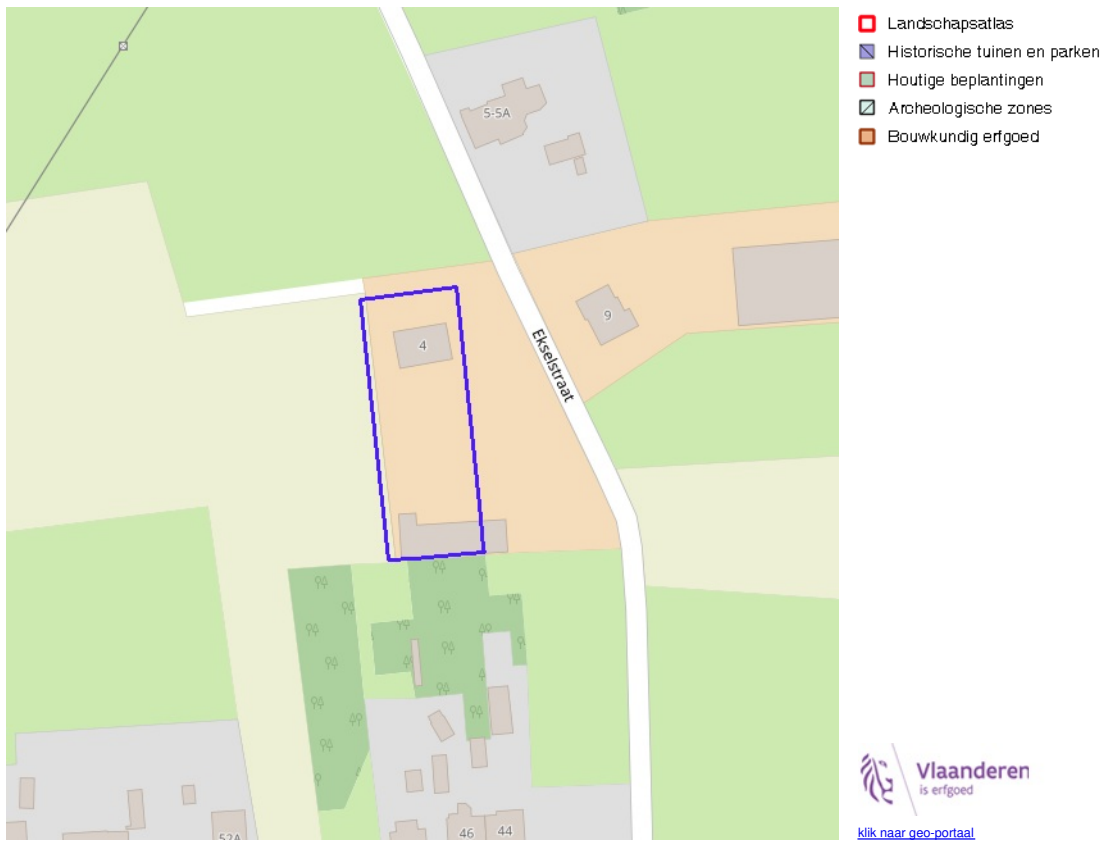 Landschapsatlas
Historische tuinen en parken
Houtige beplantingen
Archeologische zones
Bouwkundig erfgoed
5-5A
9
4
Ekselstraat
52A
46
44
Vlaanderen
is erfgoed
klik naar geo-portaal